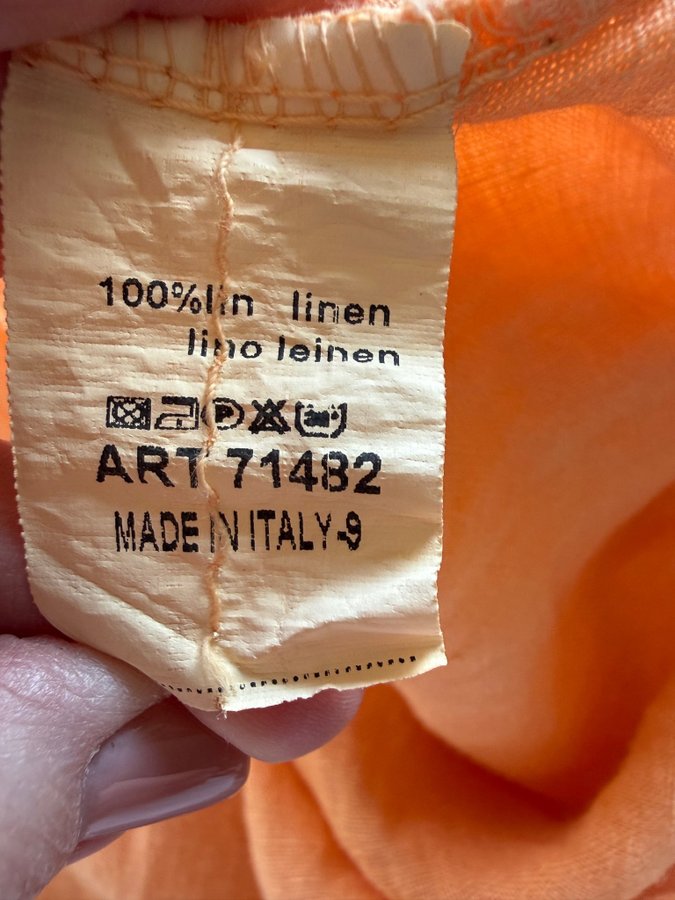 100%lin linen
lino leinen
P
ART 71482
MADE IN ITALY-9